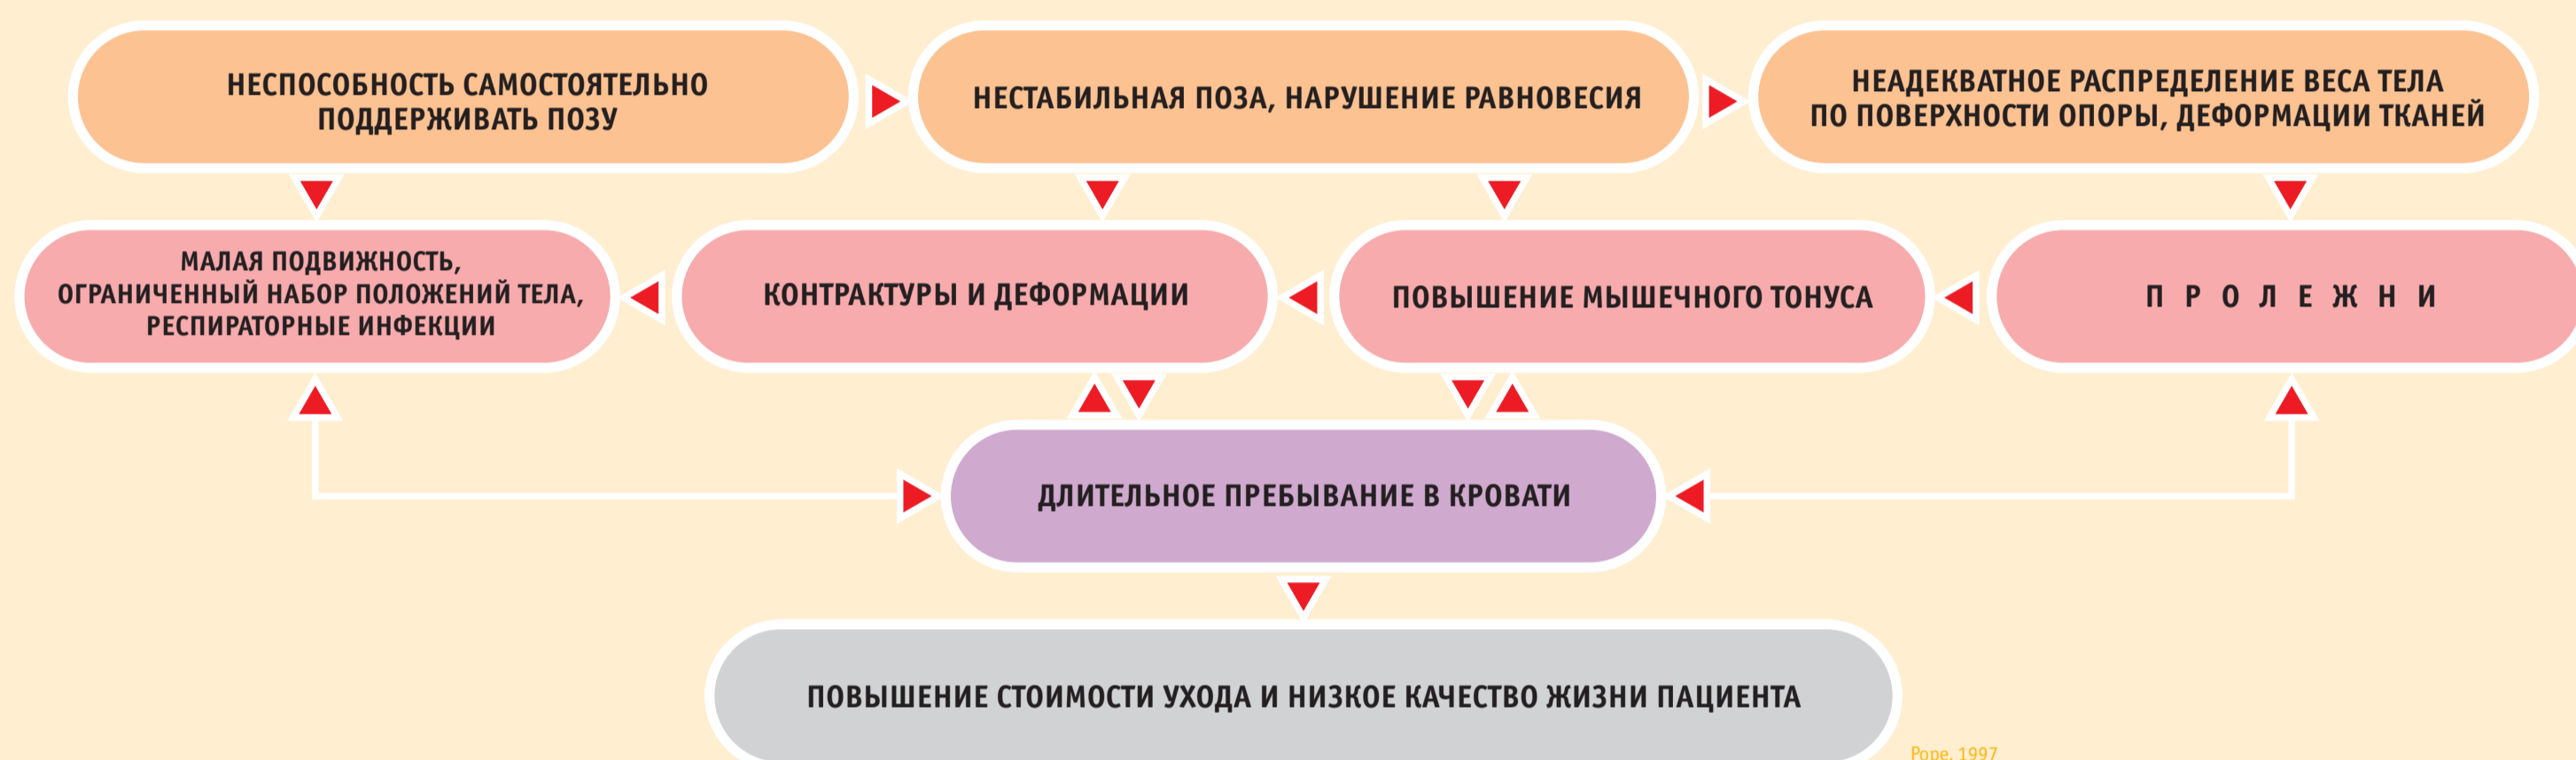 НЕСПОСОБНОСТЬ САМОСТОЯТЕЛЬНО
ПОДДЕРЖИВАТЬ ПОЗУ
НЕСТАБИЛЬНАЯ ПОЗА, НАРУШЕНИЕ РАВНОВЕСИЯ
НЕАДЕКВАТНОЕ РАСПРЕДЕЛЕНИЕ ВЕСА ТЕЛА
ПО ПОВЕРХНОСТИ ОПОРЫ, ДЕФОРМАЦИИ ТКАНЕЙ
МАЛАЯ ПОДВИЖНОСТЬ,
ОГРАНИЧЕННЫЙ НАБОР ПОЛОЖЕНИЙ ТЕЛА,
РЕСПИРАТОРНЫЕ ИНФЕКЦИИ
КОНТРАКТУРЫ И ДЕФОРМАЦИИ
ПОВЫШЕНИЕ МЫШЕЧНОГО ТОНУСА
ПРОЛЕЖНИ
ДЛИТЕЛЬНОЕ ПРЕБЫВАНИЕ В КРОВАТИ
ПОВЫШЕНИЕ СТОИМОСТИ УХОДА И НИЗКОЕ КАЧЕСТВО ЖИЗНИ ПАЦИЕНТА
Pope, 1997